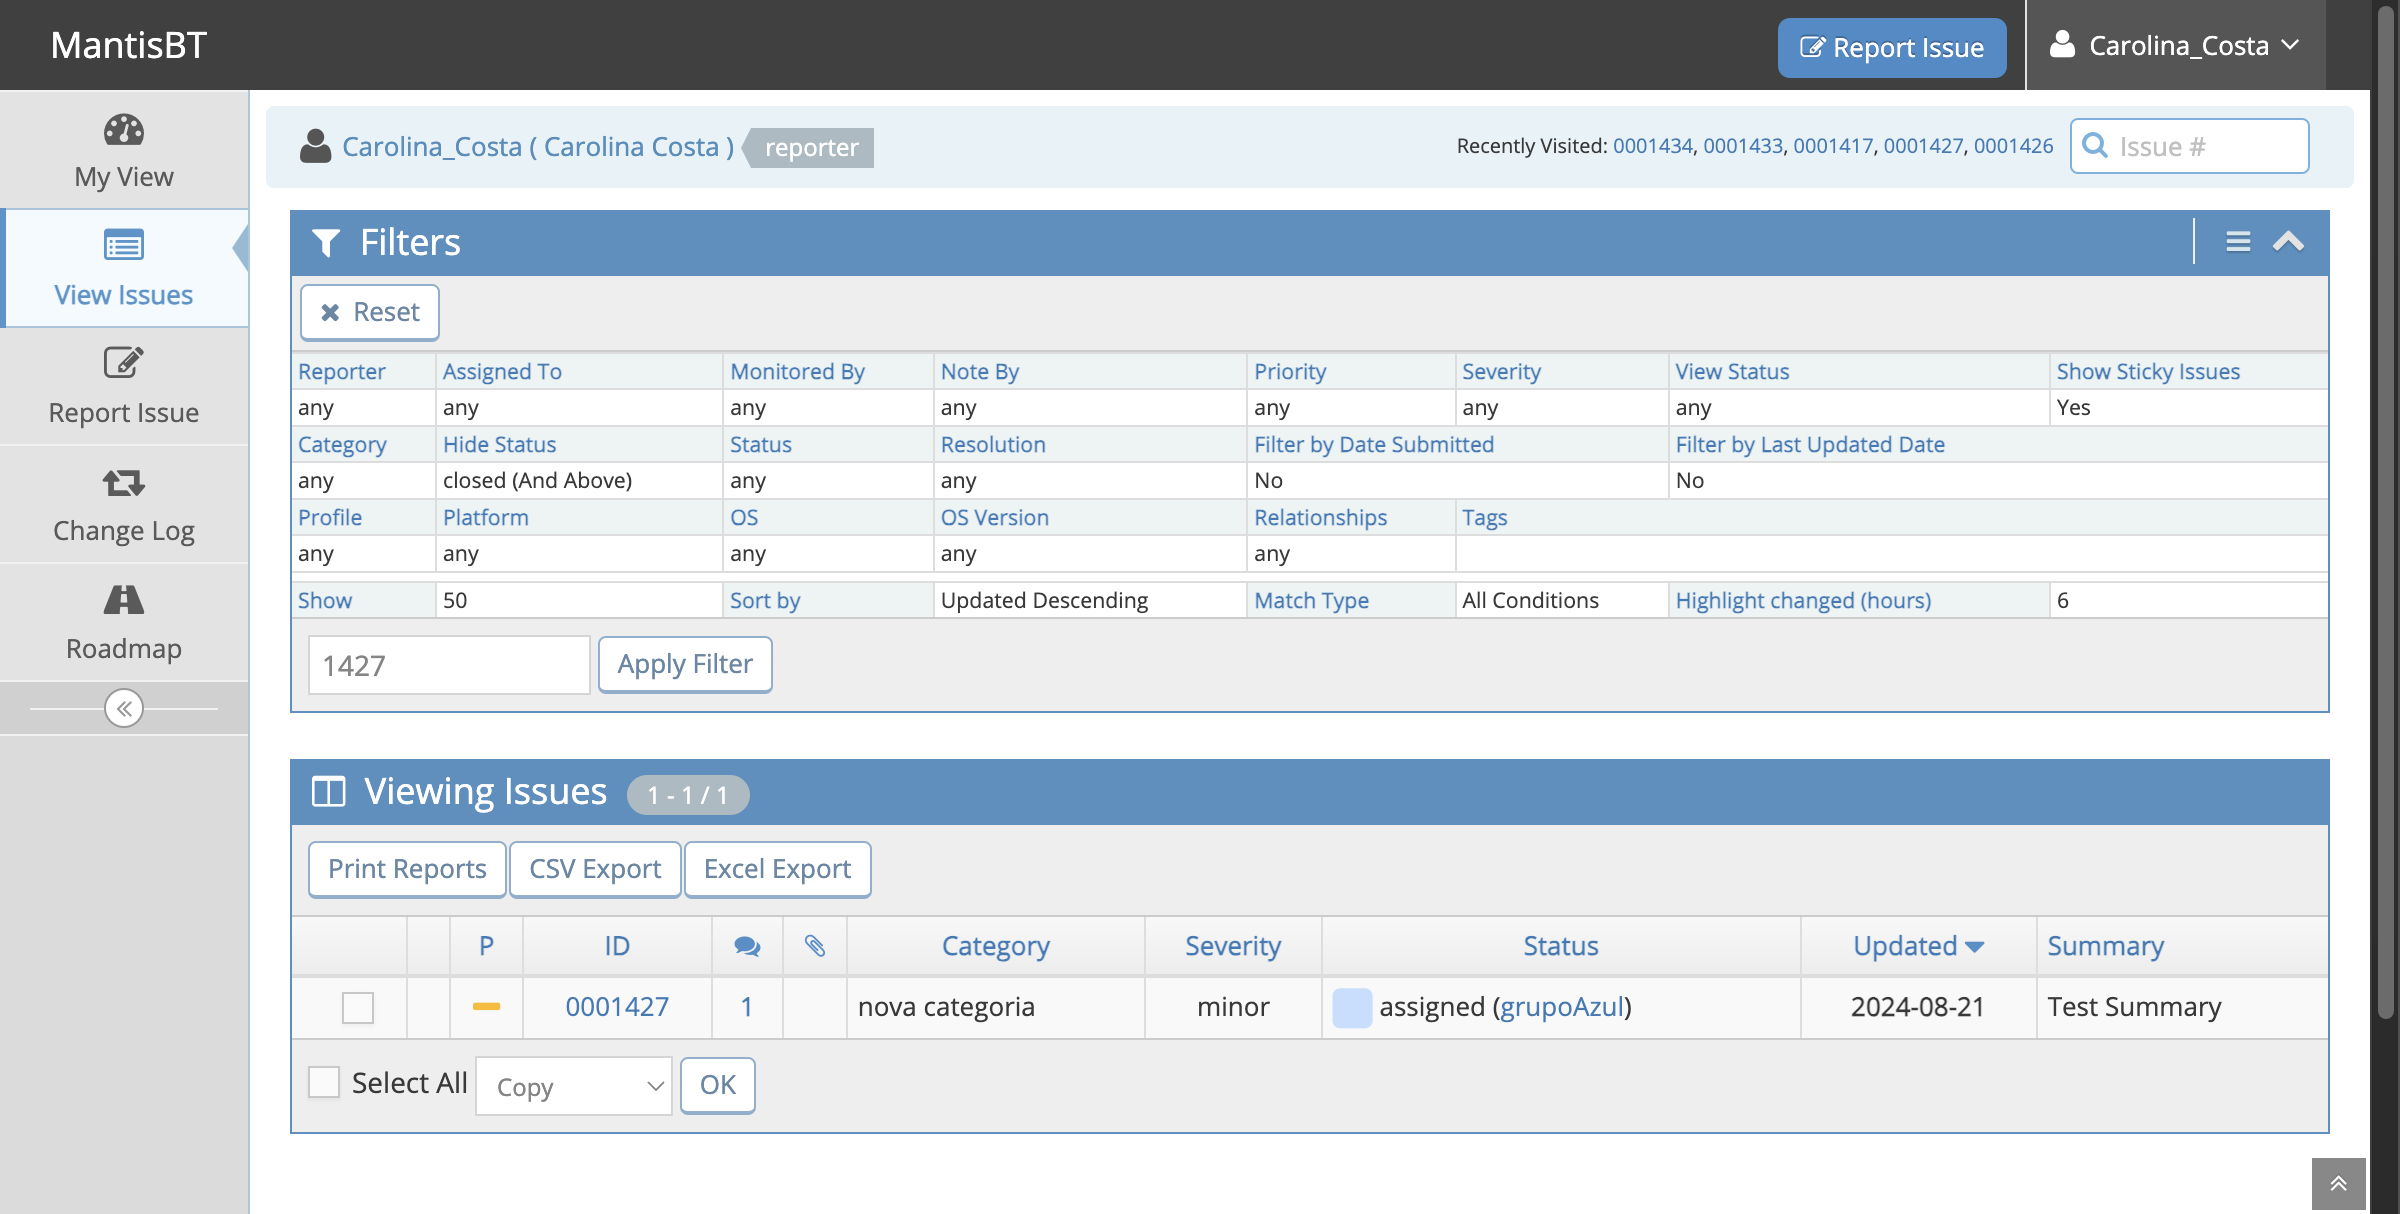 MantisBT
Report Issue
Carolina_Costa
My View
View Issues
Report Issue
Change Log
Roadmap
Carolina_Costa ( Carolina Costa ) reporter
Recently Visited: 0001434, 0001433, 0001417, 0001427, 0001426
Issue #
Filters
Reset
Reporter Assigned To Monitored By Note By Priority Severity View Status Show Sticky Issues
any any any any any any any Yes
Category Hide Status Status Resolution Filter by Date Submitted Filter by Last Updated Date
any closed (And Above) any any No No
Profile Platform OS OS Version Relationships Tags
any any any any any
Show 50 Sort by Updated Descending Match Type All Conditions Highlight changed (hours) 6
1427 Apply Filter
Viewing Issues 1 - 1 / 1
Print Reports CSV Export Excel Export
P ID Category Severity Status Updated Summary
0001427 1 nova categoria minor assigned (grupoAzul) 2024-08-21 Test Summary
Select All Copy OK